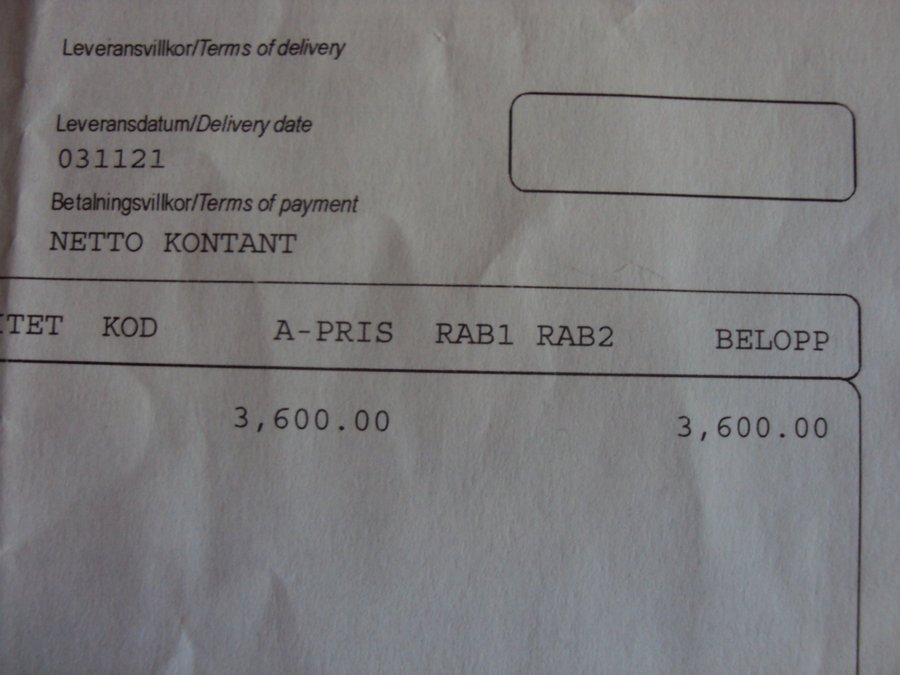 Leveransvillkor/Terms of delivery
Leveransdatum/Delivery date
031121
Betalningsvillkor/Terms of payment
NETTO KONTANT
ITET KOD A-PRIS RAB1 RAB2 BELOPP
3,600.00 3,600.00